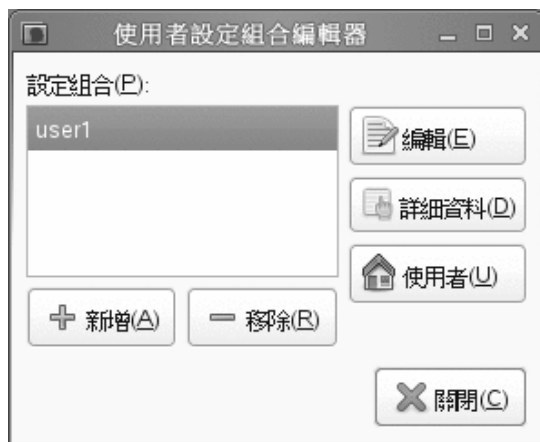 使用者設定組合編輯器
設定組合(P):
user1
編輯(E)
詳細資料(D)
使用者(U)
新增(A)
移除(R)
關閉(C)